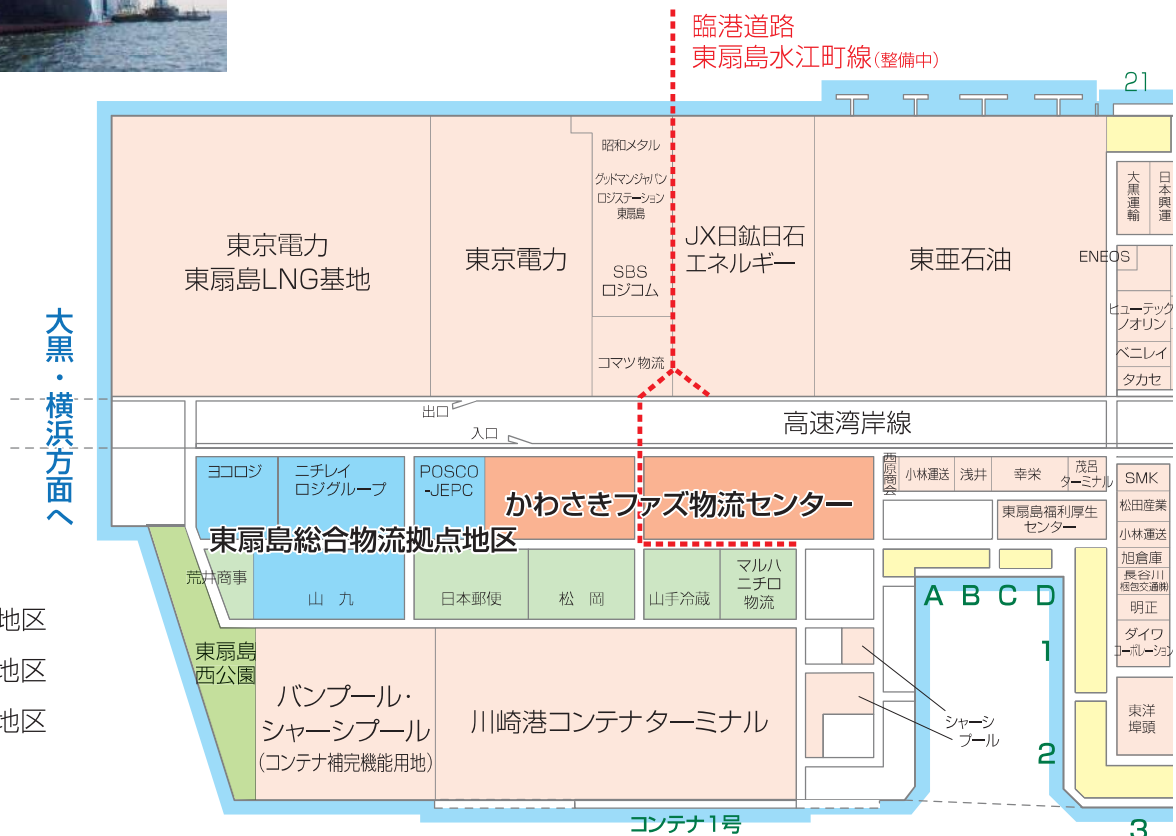 臨港道路
東扇島水江町線(整備中)
21
昭和メタル
グッドマンジャパン
ロジステーション
東扇島
大黒運輸
日本興運
東京電力
東扇島LNG基地
東京電力
SBS
ロジコム
JX日鉱日石
エネルギー
東亜石油
ENEOS
ヒューテック
ノオリン
ベニレイ
タカセ
コマツ物流
大黒・横浜方面へ
出口
入口
高速湾岸線
ヨコロジ
ニチレイ
ロジグループ
POSCO
-JEPC
かわさきファズ物流センター
西原商会
小林運送
浅井
幸栄
茂呂
ターミナル
SMK
松田産業
東扇島福利厚生
センター
小林運送
東扇島総合物流拠点地区
旭倉庫
長谷川
梱包交通㈱
明正
ダイワ
コーポレーション
荒井商事
山九
日本郵便
松岡
山手冷蔵
マルハ
ニチロ
物流
A B C D
地区
地区
地区
東扇島
西公園
バンプール・
シャーシプール
(コンテナ補完機能用地)
川崎港コンテナターミナル
シャーシ
プール
1
2
東洋
埠頭
コンテナ1号
3